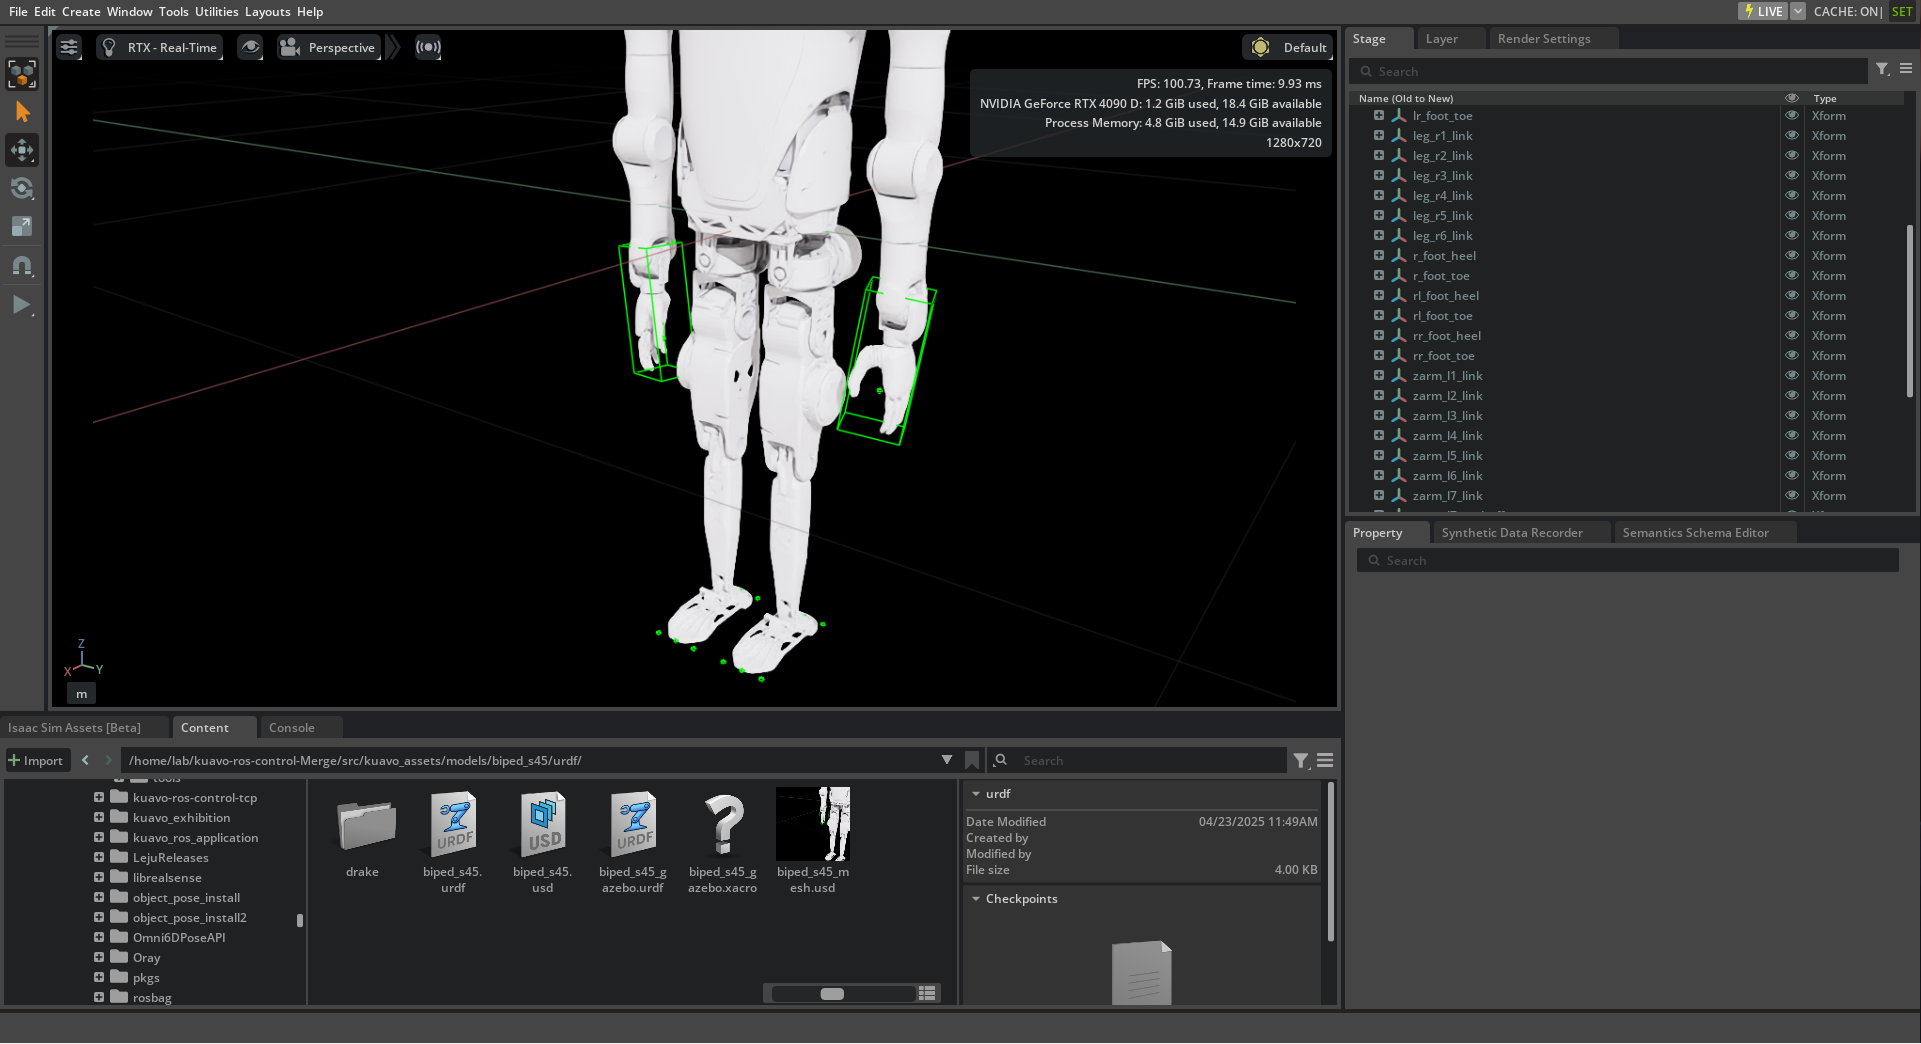 File Edit Create Window Tools Utilities Layouts Help
LIVE CACHE: ON| SET
RTX - Real-Time
Perspective
Default
FPS: 100.73, Frame time: 9.93 ms
NVIDIA GeForce RTX 4090 D: 1.2 GiB used, 18.4 GiB available
Process Memory: 4.8 GiB used, 14.9 GiB available
1280x720
Z
X
Y
m
Stage Layer Render Settings
Search
Name (Old to New) Type
lr_foot_toe Xform
leg_r1_link Xform
leg_r2_link Xform
leg_r3_link Xform
leg_r4_link Xform
leg_r5_link Xform
leg_r6_link Xform
r_foot_heel Xform
r_foot_toe Xform
rl_foot_heel Xform
rl_foot_toe Xform
rr_foot_heel Xform
rr_foot_toe Xform
zarm_l1_link Xform
zarm_l2_link Xform
zarm_l3_link Xform
zarm_l4_link Xform
zarm_l5_link Xform
zarm_l6_link Xform
zarm_l7_link Xform
Property Synthetic Data Recorder Semantics Schema Editor
Search
Isaac Sim Assets [Beta] Content Console
Import
/home/lab/kuavo-ros-control-Merge/src/kuavo_assets/models/biped_s45/urdf/
Search
tools
kuavo-ros-control-tcp
kuavo_exhibition
kuavo_ros_application
LejuReleases
librealsense
object_pose_install
object_pose_install2
Omni6DPoseAPI
Oray
pkgs
rosbag
URDF
USD
URDF
drake
biped_s45.
urdf
biped_s45.
usd
biped_s45_g
azebo.urdf
biped_s45_g
azebo.xacro
biped_s45_m
esh.usd
urdf
Date Modified 04/23/2025 11:49AM
Created by
Modified by
File size 4.00 KB
Checkpoints